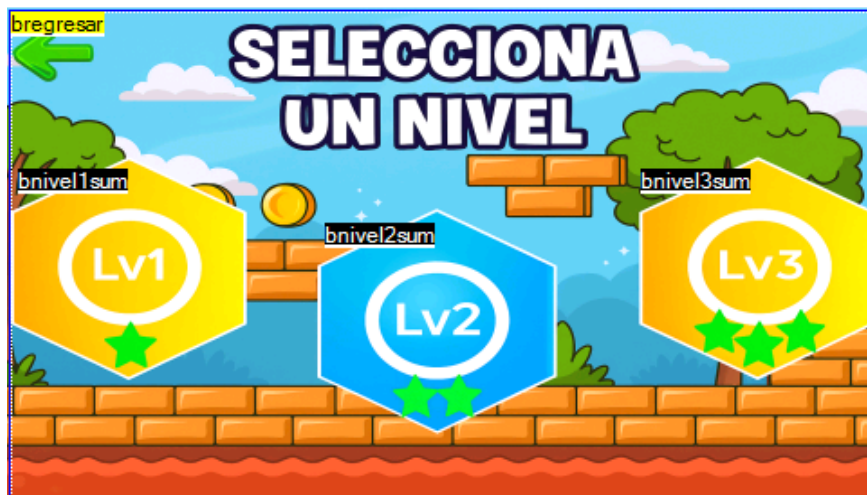 bregresar
SELECCIONA
UN NIVEL
bnivel1sum
bnivel2sum
bnivel3sum
Lv1
Lv2
Lv3